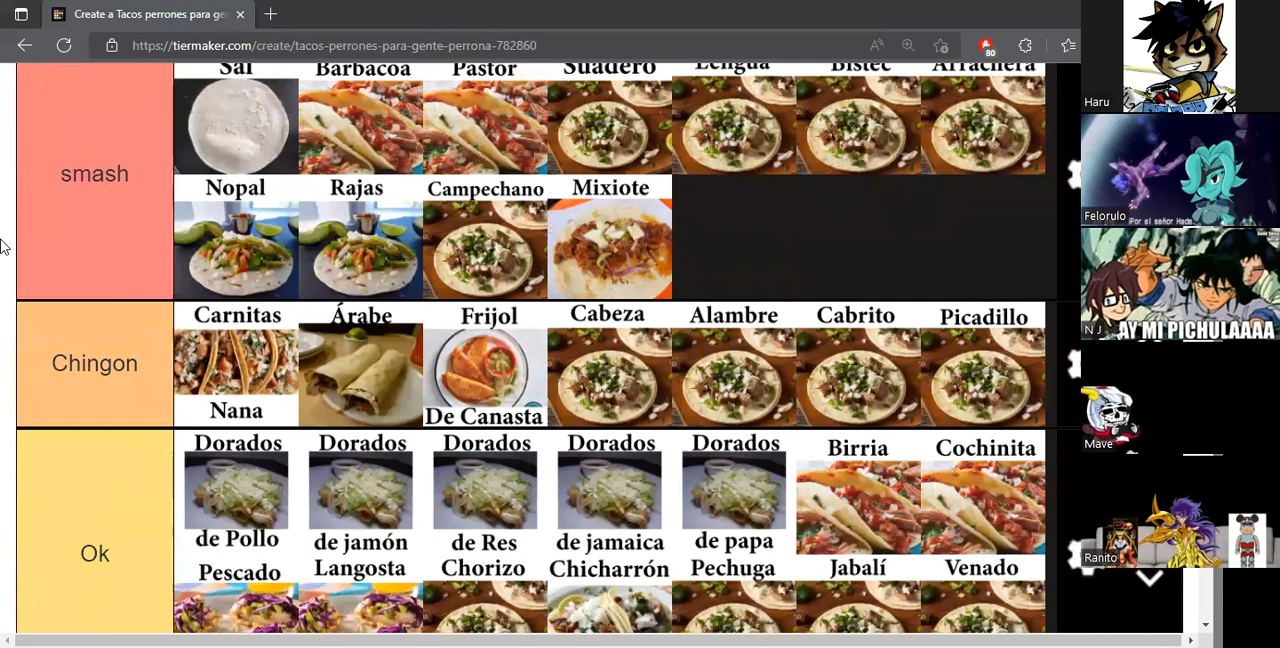 Create a Tacos perrones para ge
https://tiermaker.com/create/tacos-perrones-para-gente-perrona-782860
80
smash
Sal Barbacoa Pastor Suadero Lengua Bistec Arrachera
Nopal Rajas Campechano Mixiote
Chingon
Carnitas Árabe Frijol Cabeza Alambre Cabrito Picadillo
Nana De Canasta
Ok
Dorados Dorados Dorados Dorados Dorados Birria Cochinita
de Pollo de jamón de Res de jamaica de papa
Pescado Langosta Chorizo Chicharrón Pechuga Jabalí Venado
Haru
Felorulo
¡Por el señor Hades.
N J
AY MI PICHULAAAA
Mave
Ranito